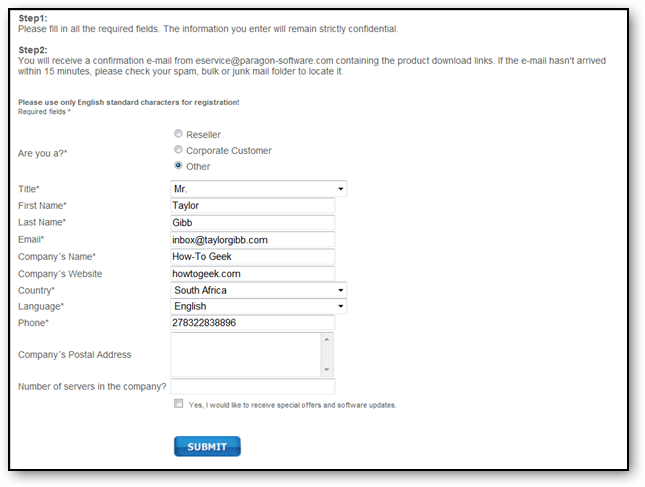 Step1:
Please fill in all the required fields. The information you enter will remain strictly confidential.
Step2:
You will receive a confirmation e-mail from eservice@paragon-software.com containing the product download links. If the e-mail hasn't arrived
within 15 minutes, please check your spam, bulk or junk mail folder to locate it.
Please use only English standard characters for registration!
Required fields *
Are you a?*
Reseller
Corporate Customer
Other
Title* Mr.
First Name* Taylor
Last Name* Gibb
Email* inbox@taylorgibb.com
Company´s Name* How-To Geek
Company´s Website howtogeek.com
Country* South Africa
Language* English
Phone* 278322838896
Company´s Postal Address
Number of servers in the company?
Yes, I would like to receive special offers and software updates.
SUBMIT